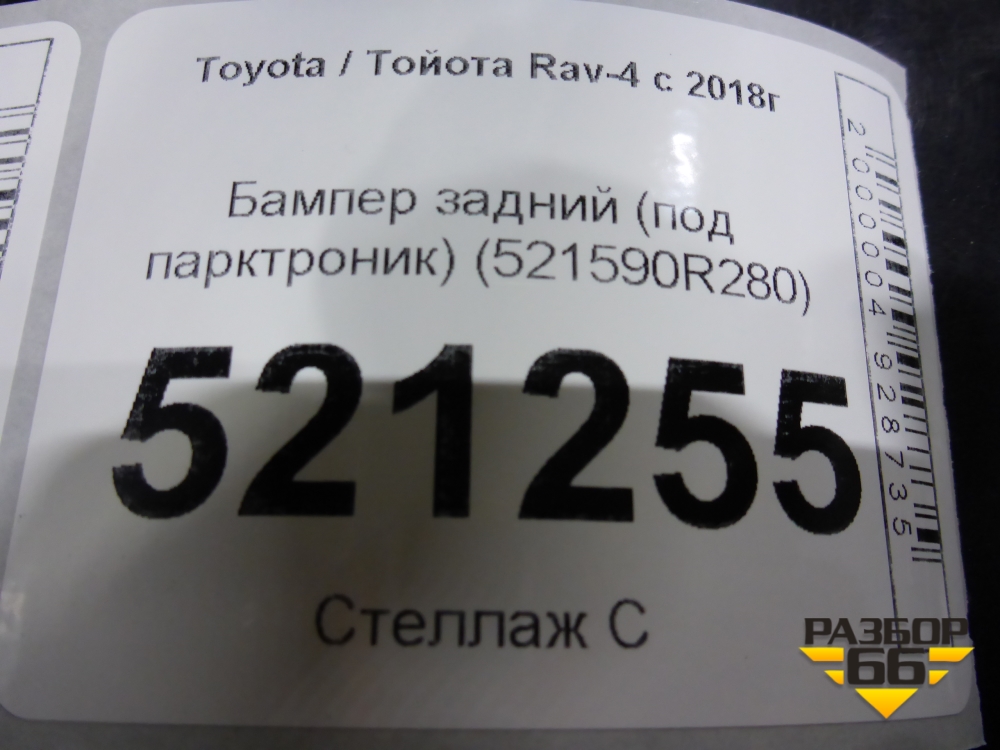 Toyota / Тойота Rav-4 с 2018г
Бампер задний (под
парктроник) (521590R280)
521255
Стеллаж С
2000004928735
РАЗБОР
66